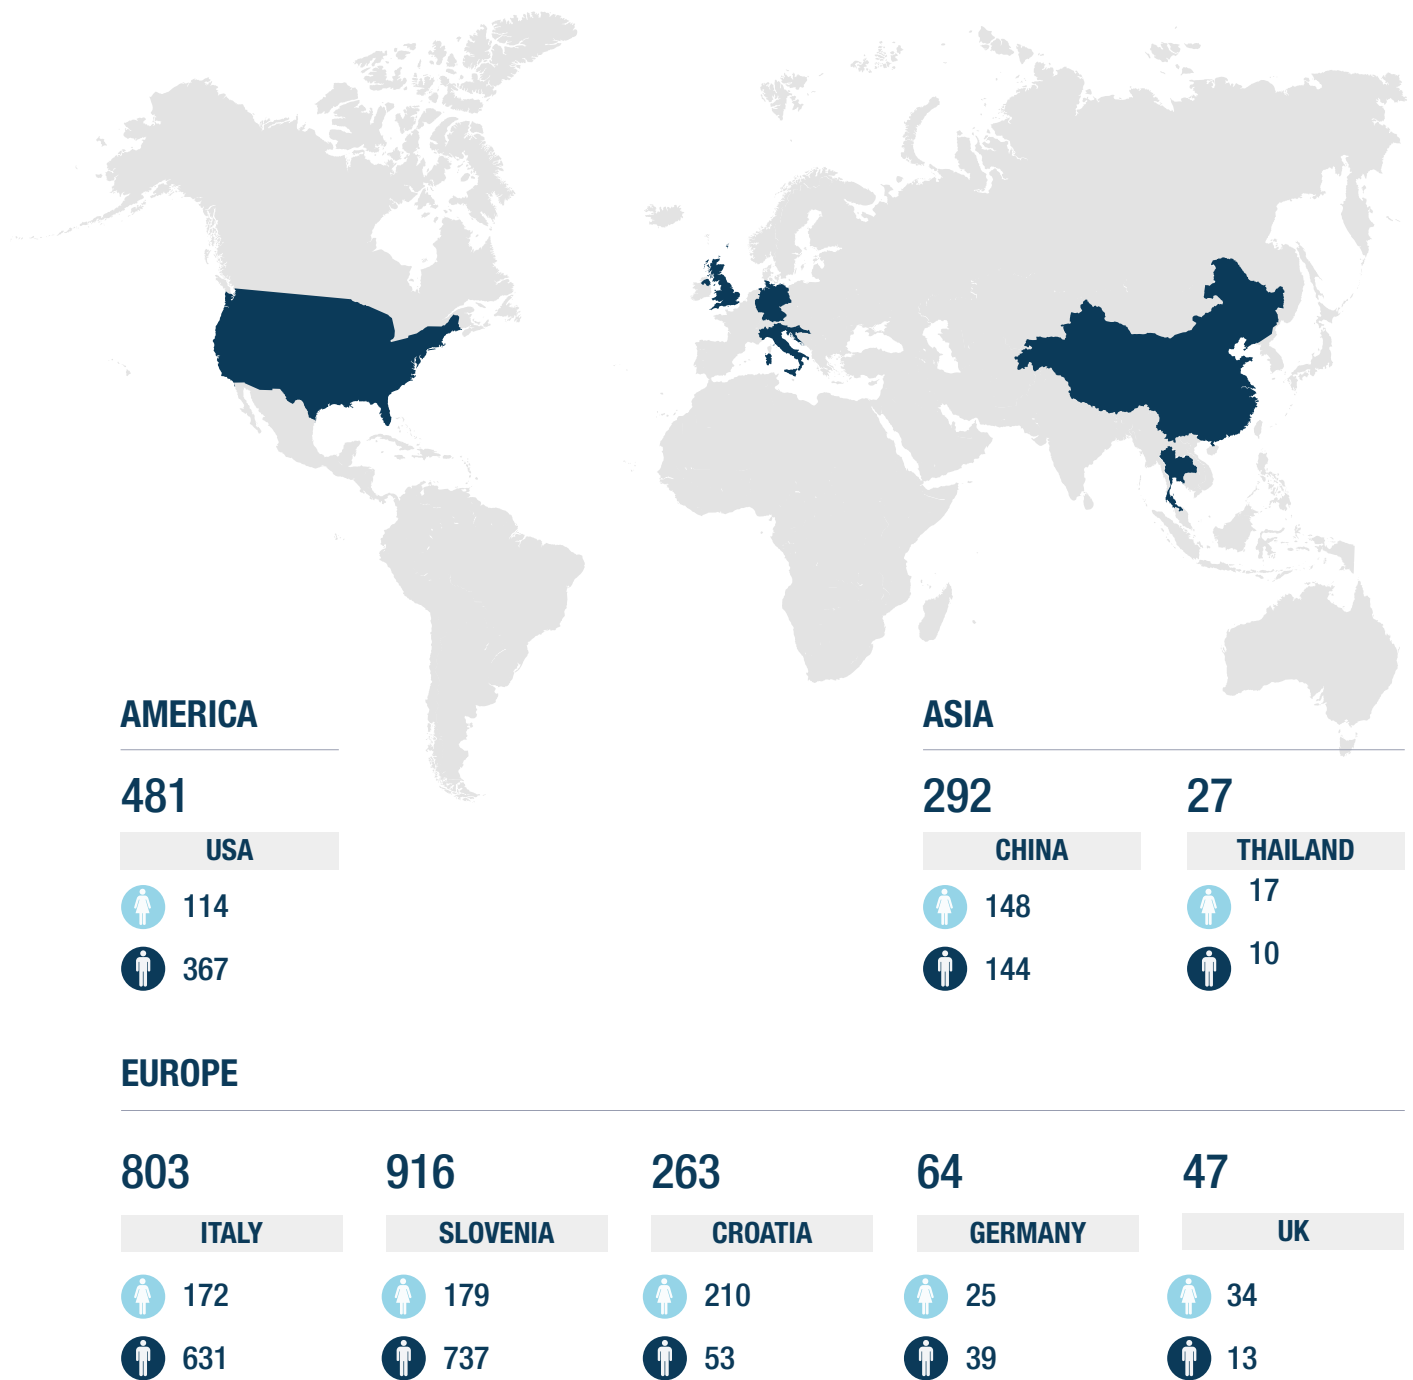 AMERICA
481
USA
114
367
ASIA
292
CHINA
148
144
27
THAILAND
17
10
EUROPE
803
ITALY
172
631
916
SLOVENIA
179
737
263
CROATIA
210
53
64
GERMANY
25
39
47
UK
34
13